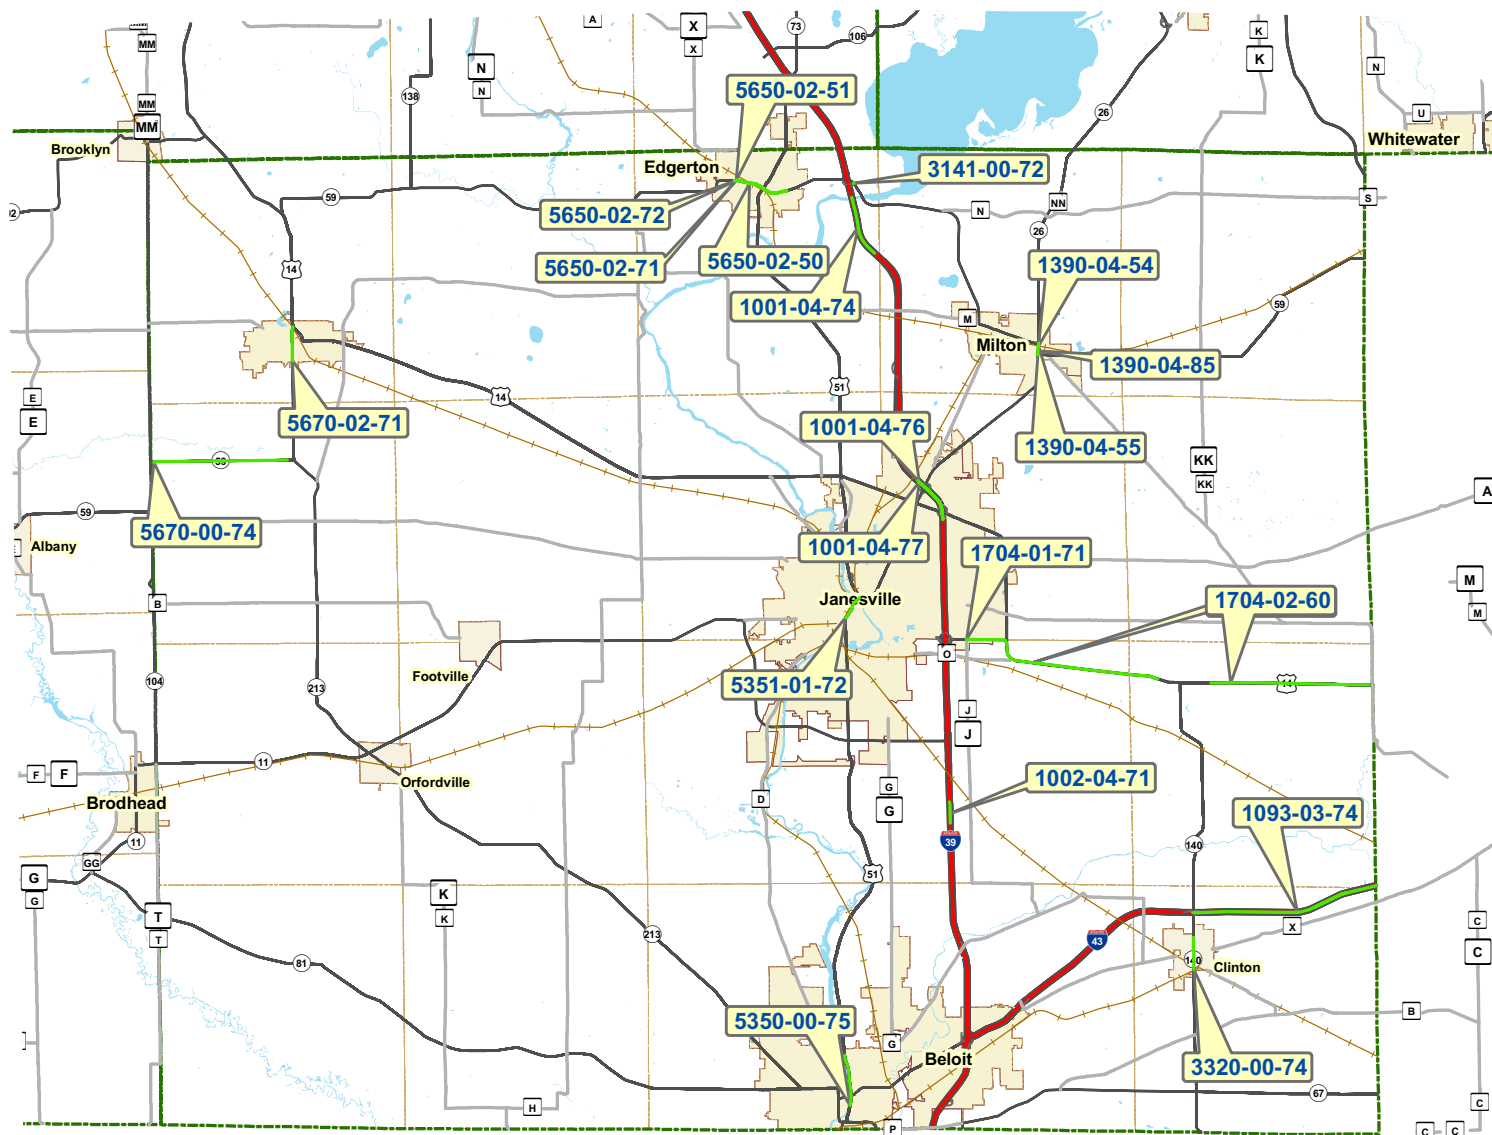 A
X
X
73
106
K
K
N
MM
N
N
138
MM
26
U
MM
Whitewater
Brooklyn
5650-02-51
Edgerton
3141-00-72
59
S
NN
N
5650-02-72
26
14
5650-02-71
5650-02-50
1390-04-54
1001-04-74
59
M
Milton
1390-04-85
51
14
E
E
5670-02-71
1001-04-76
1390-04-55
KK
KK
59
A
59
5670-00-74
Albany
1001-04-77
1704-01-71
M
M
1704-02-60
B
Janesville
O
Footville
104
213
5351-01-72
14
J
J
11
F
F
Orfordville
1002-04-71
G
G
D
Brodhead
1093-03-74
11
39
140
GG
51
G
G
K
K
T
T
213
X
C
C
43
81
140
Clinton
B
5350-00-75
G
Beloit
3320-00-74
67
H
C
P
C
C